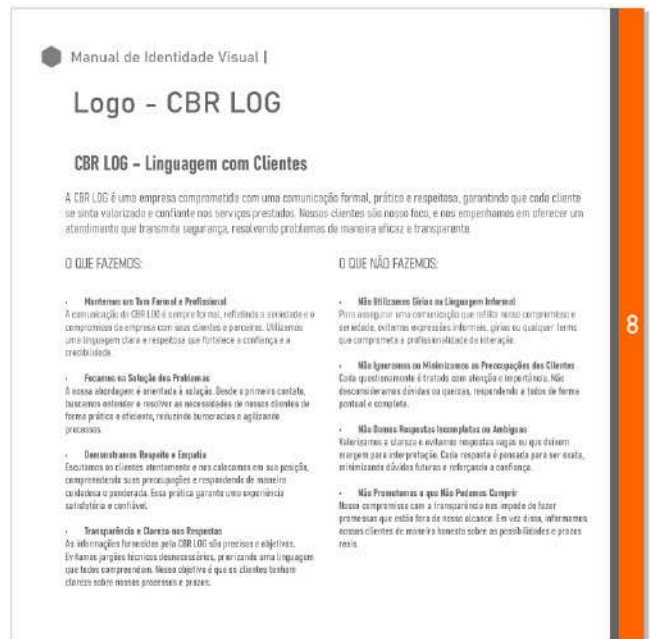 Manual de Identidade Visual |
Logo - CBR LOG
CBR LOG – Linguagem com Clientes
A CBR LOG é uma empresa comprometida com uma comunicação formal, prática e respeitosa, garantindo que cada cliente
se sinta valorizado e confiante nos serviços prestados. Nossos clientes são nosso foco, e nos empenhamos em oferecer um
atendimento que transmita segurança, resolvendo problemas de maneira eficaz e transparente.
O QUE FAZEMOS:
· Mantemos um Tom Formal e Profissional
A comunicação da CBR LOG é sempre formal, refletindo a seriedade e o
compromisso da empresa com seus clientes e parceiros. Utilizamos
uma linguagem clara e respeitosa que fortalece a confiança e a
credibilidade.
· Focamos na Solução dos Problemas
A nossa abordagem é orientada à solução. Desde o primeiro contato,
buscamos entender e resolver as necessidades de nossos clientes de
forma prática e eficiente, reduzindo burocracias e agilizando
processos.
· Demonstramos Respeito e Empatia
Escutamos os clientes atentamente e nos colocamos em sua posição,
compreendendo suas preocupações e respondendo de maneira
cuidadosa e ponderada. Essa prática garante uma experiência
satisfatória e confiável.
· Transparência e Clareza nas Respostas
As informações fornecidas pela CBR LOG são precisas e objetivas.
Evitamos jargões técnicos desnecessários, priorizando uma linguagem
que todos compreendam. Nosso objetivo é que os clientes tenham
clareza sobre nossos processos e prazos.
O QUE NÃO FAZEMOS:
· Não Utilizamos Gírias ou Linguagem Informal
Para assegurar uma comunicação que reflita nosso compromisso e
seriedade, evitamos expressões informais, gírias ou qualquer termo
que comprometa a profissionalidade da interação.
· Não Ignoramos ou Minimizamos as Preocupações dos Clientes
Cada questionamento é tratado com atenção e importância. Não
desconsideramos dúvidas ou queixas, respondendo a todos de forma
pontual e completa.
· Não Damos Respostas Incompletas ou Ambíguas
Valorizamos a clareza e evitamos respostas vagas ou que deixem
margem para interpretação. Cada resposta é pensada para ser exata,
minimizando dúvidas futuras e reforçando a confiança.
· Não Prometemos o que Não Podemos Cumprir
Nosso compromisso com a transparência nos impede de fazer
promessas que estão fora de nosso alcance. Em vez disso, informamos
nossos clientes de maneira honesta sobre as possibilidades e prazos
reais.
8